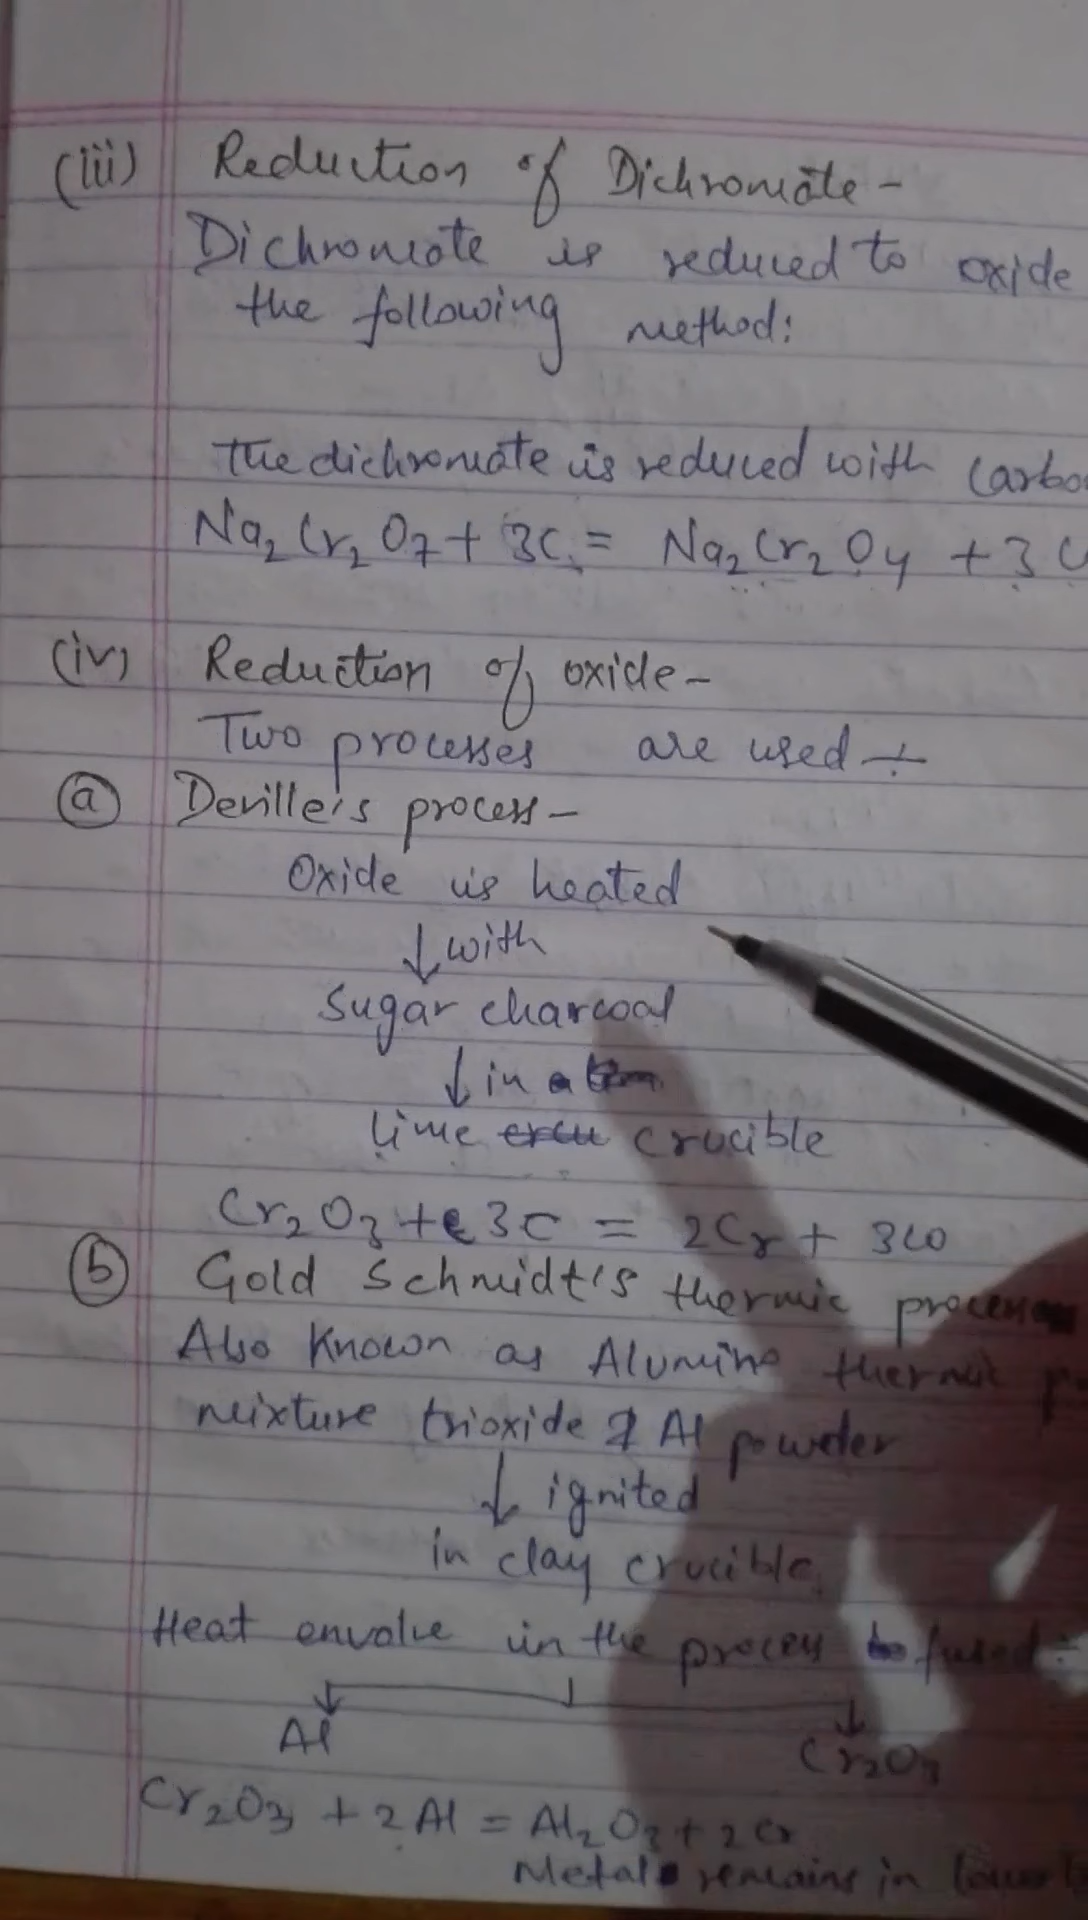 (iii) Reduction of Dichromate -
Dichromate is reduced to oxide
the following method:
The dichromate is reduced with
Na2Cr2O7 + 3C = Na2Cr2O4 + 3
(iv) Reduction of oxide -
Two processes are used ÷
(a) Deville's process -
Oxide is heated
↓ with
Sugar charcoal
↓ in a
lime crucible
Cr2O3 + 3C = 2Cr + 3CO
(b) Gold Schmidt's thermic process
Also Known as Alumino thermic
mixture trioxide & Al powder
↓ ignited
in clay crucible
Heat envolve in the process fused
Al Cr2O3
Cr2O3 + 2Al = Al2O3 + 2Cr
Metal remains in